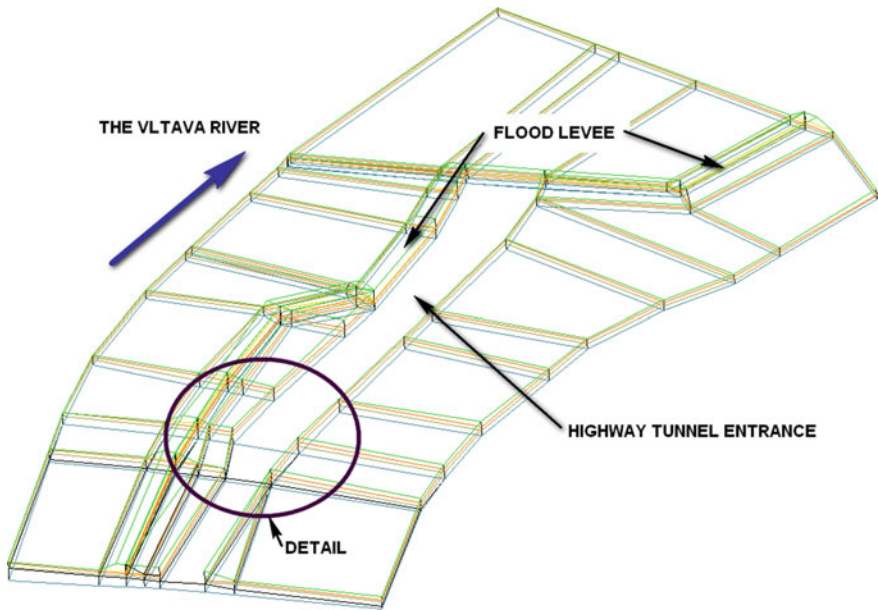 THE VLTAVA RIVER
FLOOD LEVEE
HIGHWAY TUNNEL ENTRANCE
DETAIL